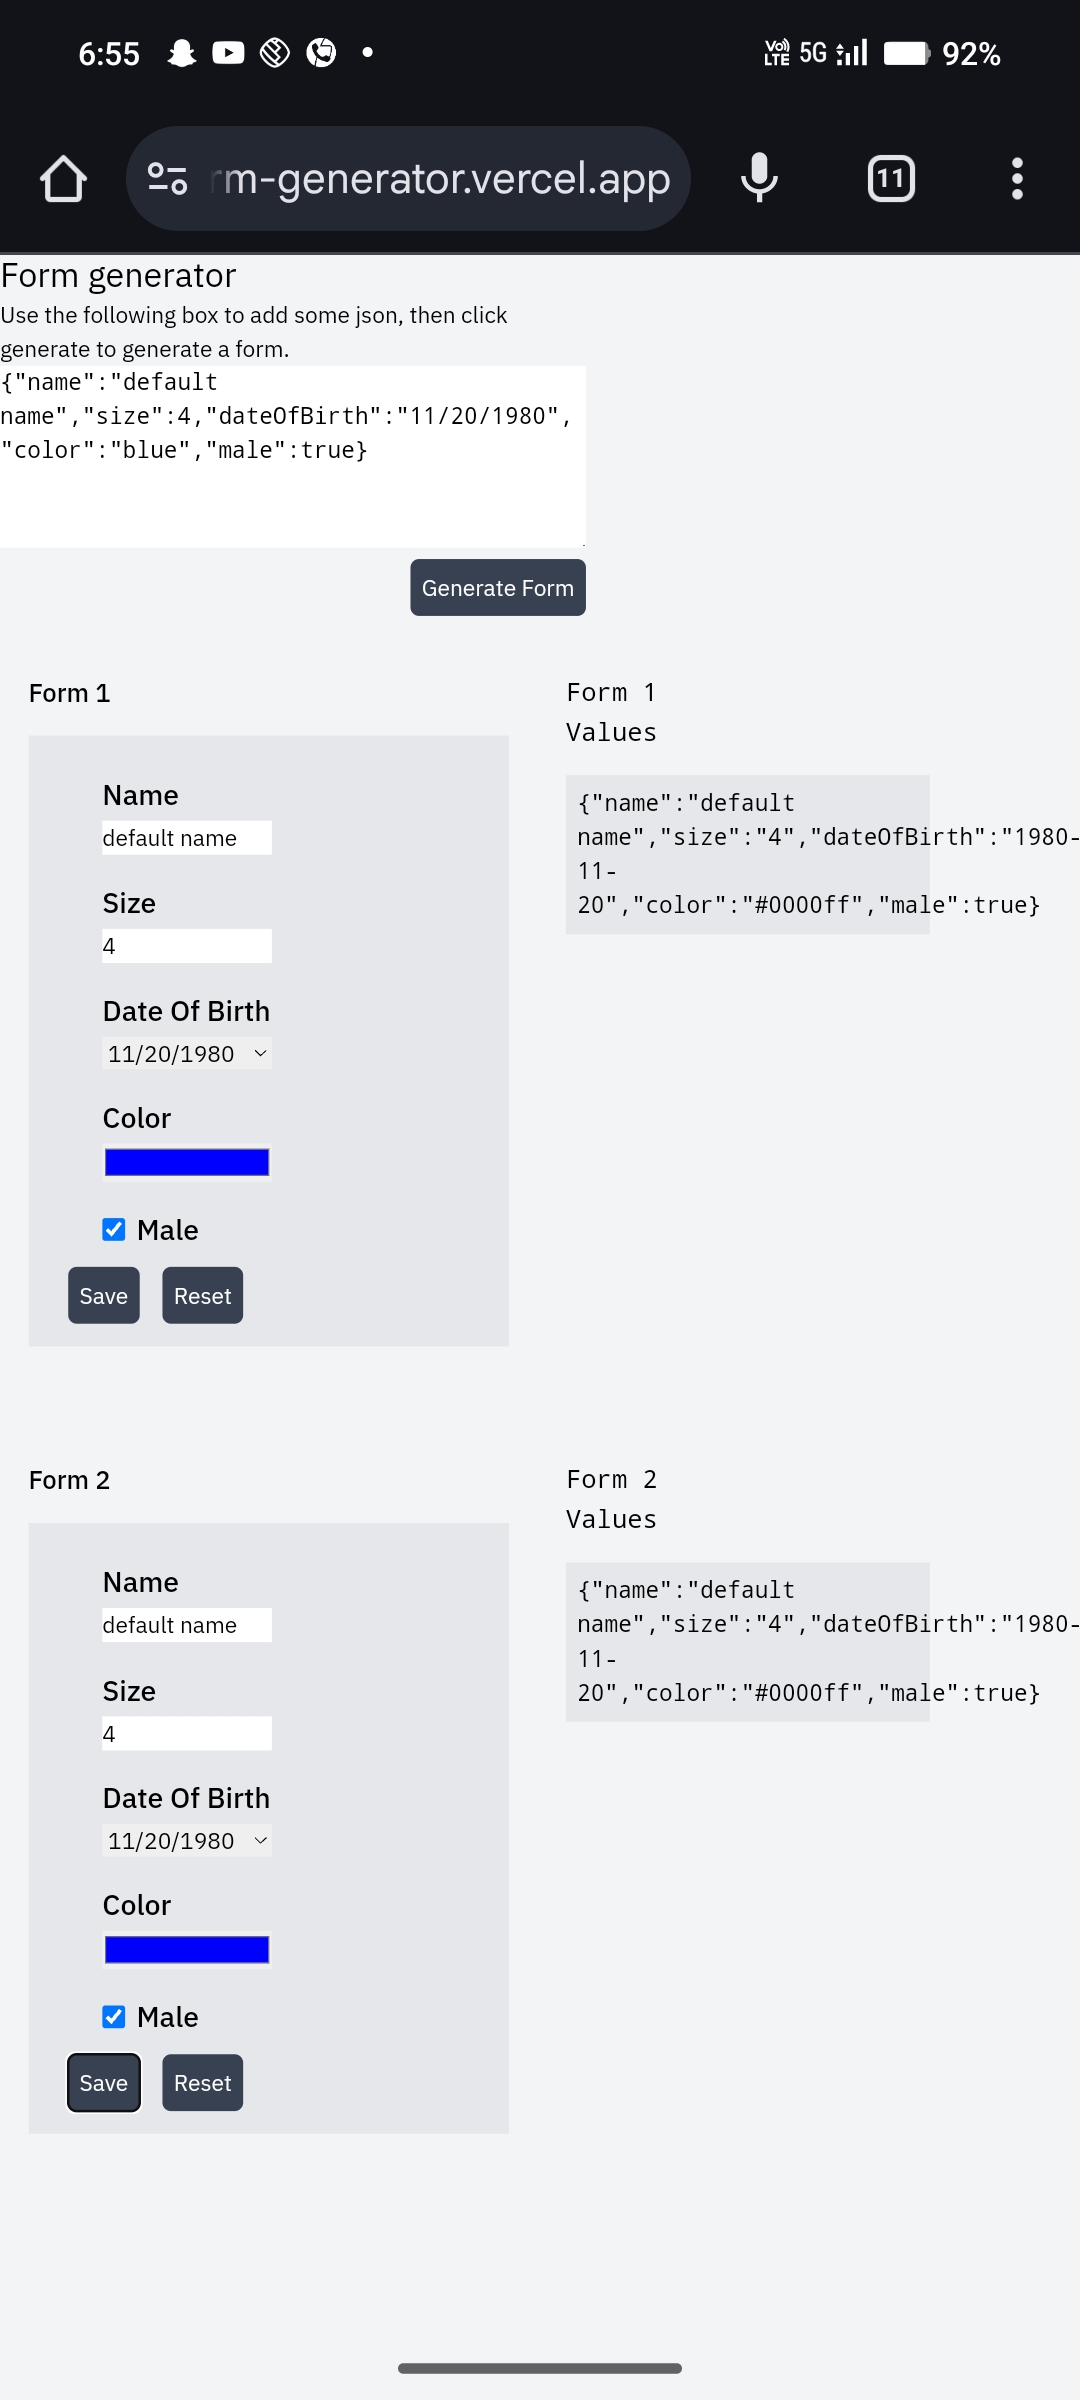 6:55
VoLTE 5G 92%
rm-generator.vercel.app
11
Form generator
Use the following box to add some json, then click
generate to generate a form.
{"name":"default
name","size":4,"dateOfBirth":"11/20/1980",
"color":"blue","male":true}
Generate Form
Form 1
Name
default name
Size
4
Date Of Birth
11/20/1980
Color
Male
Save Reset
Form 1
Values
{"name":"default
name","size":"4","dateOfBirth":"1980-
11-
20","color":"#0000ff","male":true}
Form 2
Name
default name
Size
4
Date Of Birth
11/20/1980
Color
Male
Save Reset
Form 2
Values
{"name":"default
name","size":"4","dateOfBirth":"1980-
11-
20","color":"#0000ff","male":true}